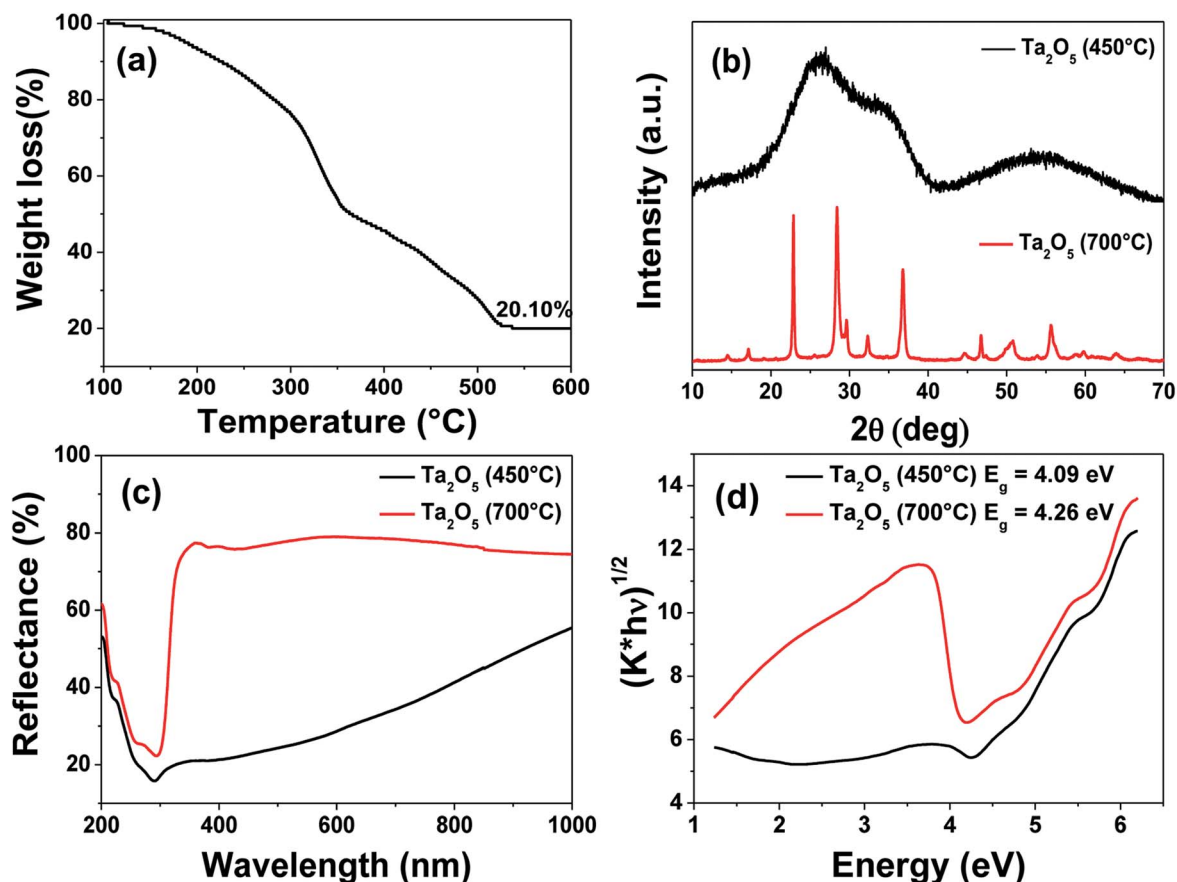 (a)
Weight loss(%)
100
80
60
40
20
0
20.10%
100 200 300 400 500 600
Temperature (°C)
(b)
Intensity (a.u.)
Ta₂O₅ (450°C)
Ta₂O₅ (700°C)
10 20 30 40 50 60 70
2θ (deg)
(c)
Reflectance (%)
100
80
60
40
20
Ta₂O₅ (450°C)
Ta₂O₅ (700°C)
200 400 600 800 1000
Wavelength (nm)
(d)
(K*hν)¹/²
14
12
10
8
6
4
Ta₂O₅ (450°C) E_g = 4.09 eV
Ta₂O₅ (700°C) E_g = 4.26 eV
1 2 3 4 5 6
Energy (eV)